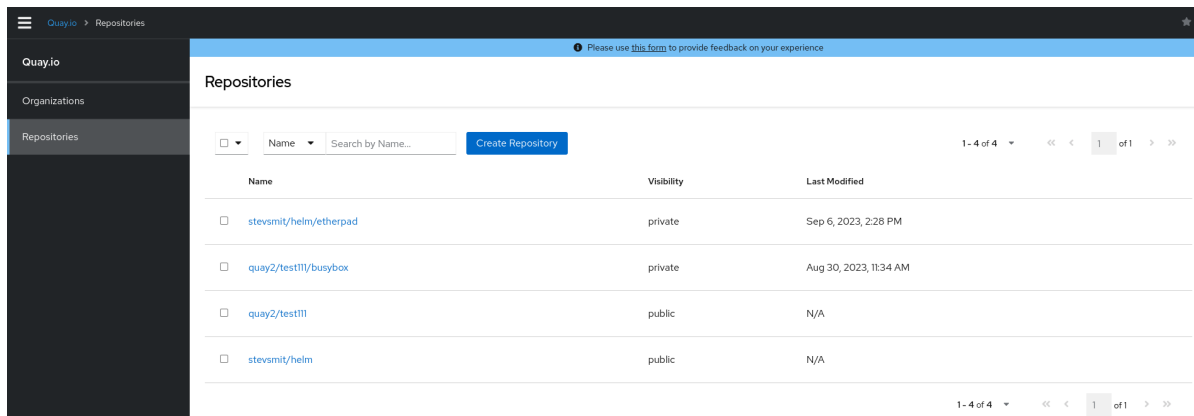 Quay.io > Repositories
Please use this form to provide feedback on your experience
Quay.io
Organizations
Repositories
Repositories
Name Search by Name... Create Repository 1 - 4 of 4 << < 1 of 1 > >>
Name Visibility Last Modified
stevsmit/helm/etherpad private Sep 6, 2023, 2:28 PM
quay2/test111/busybox private Aug 30, 2023, 11:34 AM
quay2/test111 public N/A
stevsmit/helm public N/A
1 - 4 of 4 << < 1 of 1 > >>